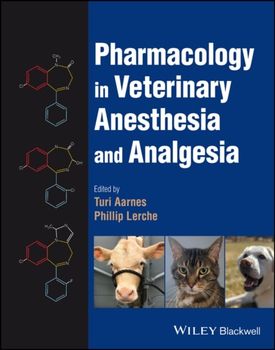 Pharmacology
in Veterinary
Anesthesia
and Analgesia
Edited by
Turi Aarnes
Phillip Lerche
WILEY Blackwell